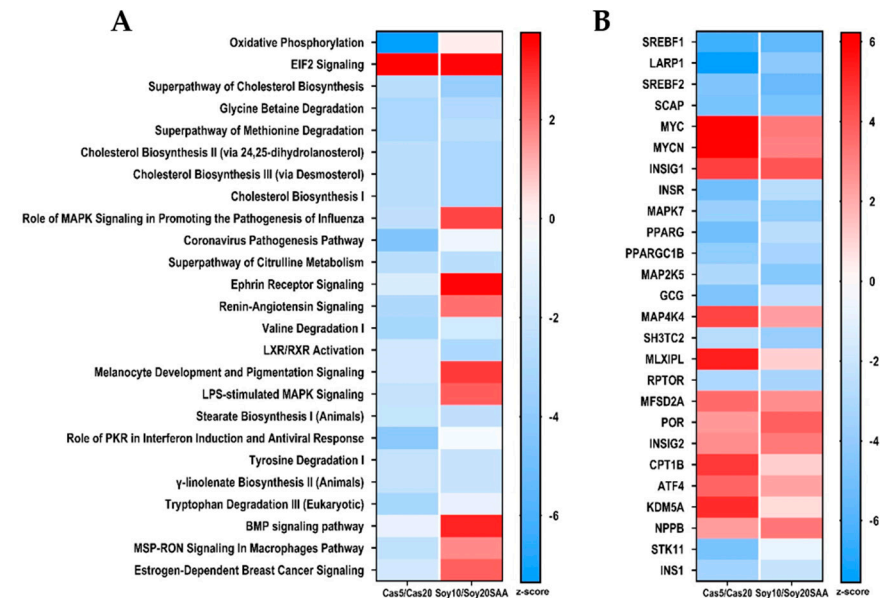 A
Oxidative Phosphorylation
EIF2 Signaling
Superpathway of Cholesterol Biosynthesis
Glycine Betaine Degradation
Superpathway of Methionine Degradation
Cholesterol Biosynthesis II (via 24,25-dihydrolanosterol)
Cholesterol Biosynthesis III (via Desmosterol)
Cholesterol Biosynthesis I
Role of MAPK Signaling in Promoting the Pathogenesis of Influenza
Coronavirus Pathogenesis Pathway
Superpathway of Citrulline Metabolism
Ephrin Receptor Signaling
Renin-Angiotensin Signaling
Valine Degradation I
LXR/RXR Activation
Melanocyte Development and Pigmentation Signaling
LPS-stimulated MAPK Signaling
Stearate Biosynthesis I (Animals)
Role of PKR in Interferon Induction and Antiviral Response
Tyrosine Degradation I
γ-linolenate Biosynthesis II (Animals)
Tryptophan Degradation III (Eukaryotic)
BMP signaling pathway
MSP-RON Signaling In Macrophages Pathway
Estrogen-Dependent Breast Cancer Signaling
Cas5/Cas20 Soy10/Soy20SAA z-score
2
0
-2
-4
-6
B
SREBF1
LARP1
SREBF2
SCAP
MYC
MYCN
INSIG1
INSR
MAPK7
PPARG
PPARGC1B
MAP2K5
GCG
MAP4K4
SH3TC2
MLXIPL
RPTOR
MFSD2A
POR
INSIG2
CPT1B
ATF4
KDM5A
NPPB
STK11
INS1
Cas5/Cas20 Soy10/Soy20SAA z-score
6
4
2
0
-2
-4
-6